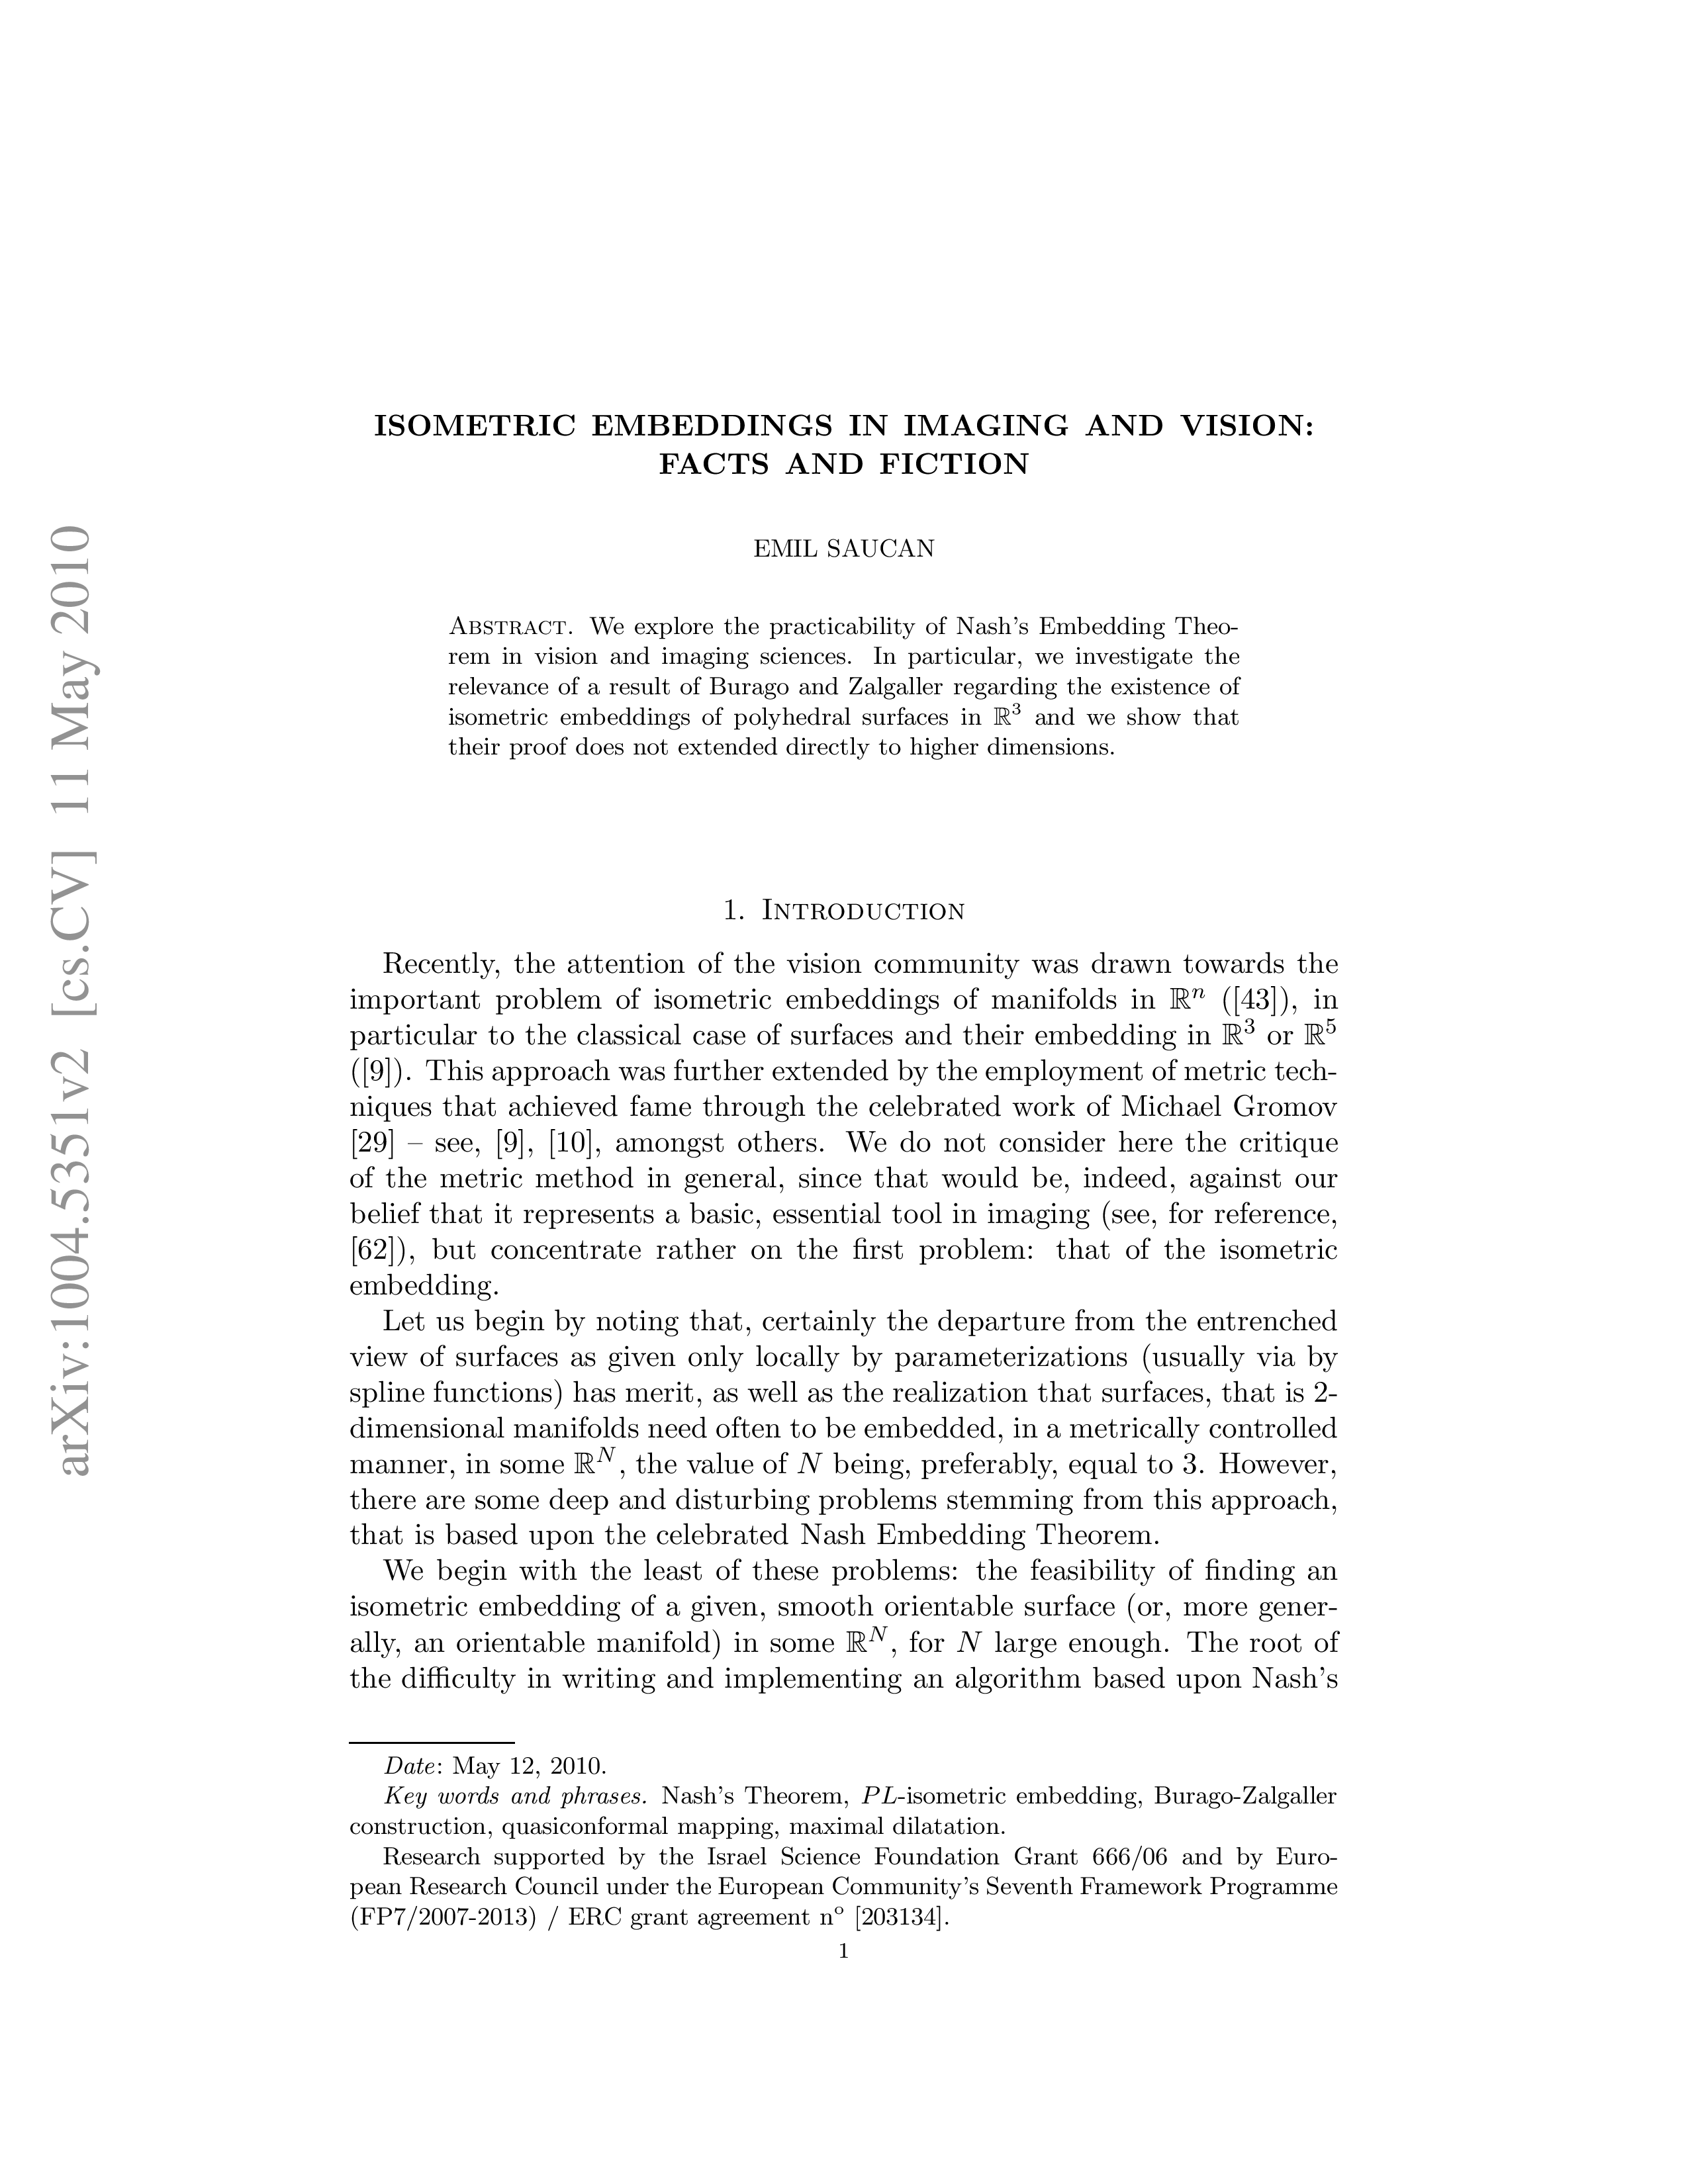 arXiv:1004.5351v2 [cs.CV] 11 May 2010
ISOMETRIC EMBEDDINGS IN IMAGING AND VISION:
FACTS AND FICTION
EMIL SAUCAN
Abstract. We explore the practicability of Nash's Embedding Theo-
rem in vision and imaging sciences. In particular, we investigate the
relevance of a result of Burago and Zalgaller regarding the existence of
isometric embeddings of polyhedral surfaces in ℝ³ and we show that
their proof does not extended directly to higher dimensions.
1. Introduction
Recently, the attention of the vision community was drawn towards the
important problem of isometric embeddings of manifolds in ℝⁿ ([43]), in
particular to the classical case of surfaces and their embedding in ℝ³ or ℝ⁵
([9]). This approach was further extended by the employment of metric tech-
niques that achieved fame through the celebrated work of Michael Gromov
[29] – see, [9], [10], amongst others. We do not consider here the critique
of the metric method in general, since that would be, indeed, against our
belief that it represents a basic, essential tool in imaging (see, for reference,
[62]), but concentrate rather on the first problem: that of the isometric
embedding.
Let us begin by noting that, certainly the departure from the entrenched
view of surfaces as given only locally by parameterizations (usually via by
spline functions) has merit, as well as the realization that surfaces, that is 2-
dimensional manifolds need often to be embedded, in a metrically controlled
manner, in some ℝᴺ, the value of N being, preferably, equal to 3. However,
there are some deep and disturbing problems stemming from this approach,
that is based upon the celebrated Nash Embedding Theorem.
We begin with the least of these problems: the feasibility of finding an
isometric embedding of a given, smooth orientable surface (or, more gener-
ally, an orientable manifold) in some ℝᴺ, for N large enough. The root of
the difficulty in writing and implementing an algorithm based upon Nash's
Date: May 12, 2010.
Key words and phrases. Nash's Theorem, PL-isometric embedding, Burago-Zalgaller
construction, quasiconformal mapping, maximal dilatation.
Research supported by the Israel Science Foundation Grant 666/06 and by Euro-
pean Research Council under the European Community's Seventh Framework Programme
(FP7/2007-2013) / ERC grant agreement nº [203134].
1